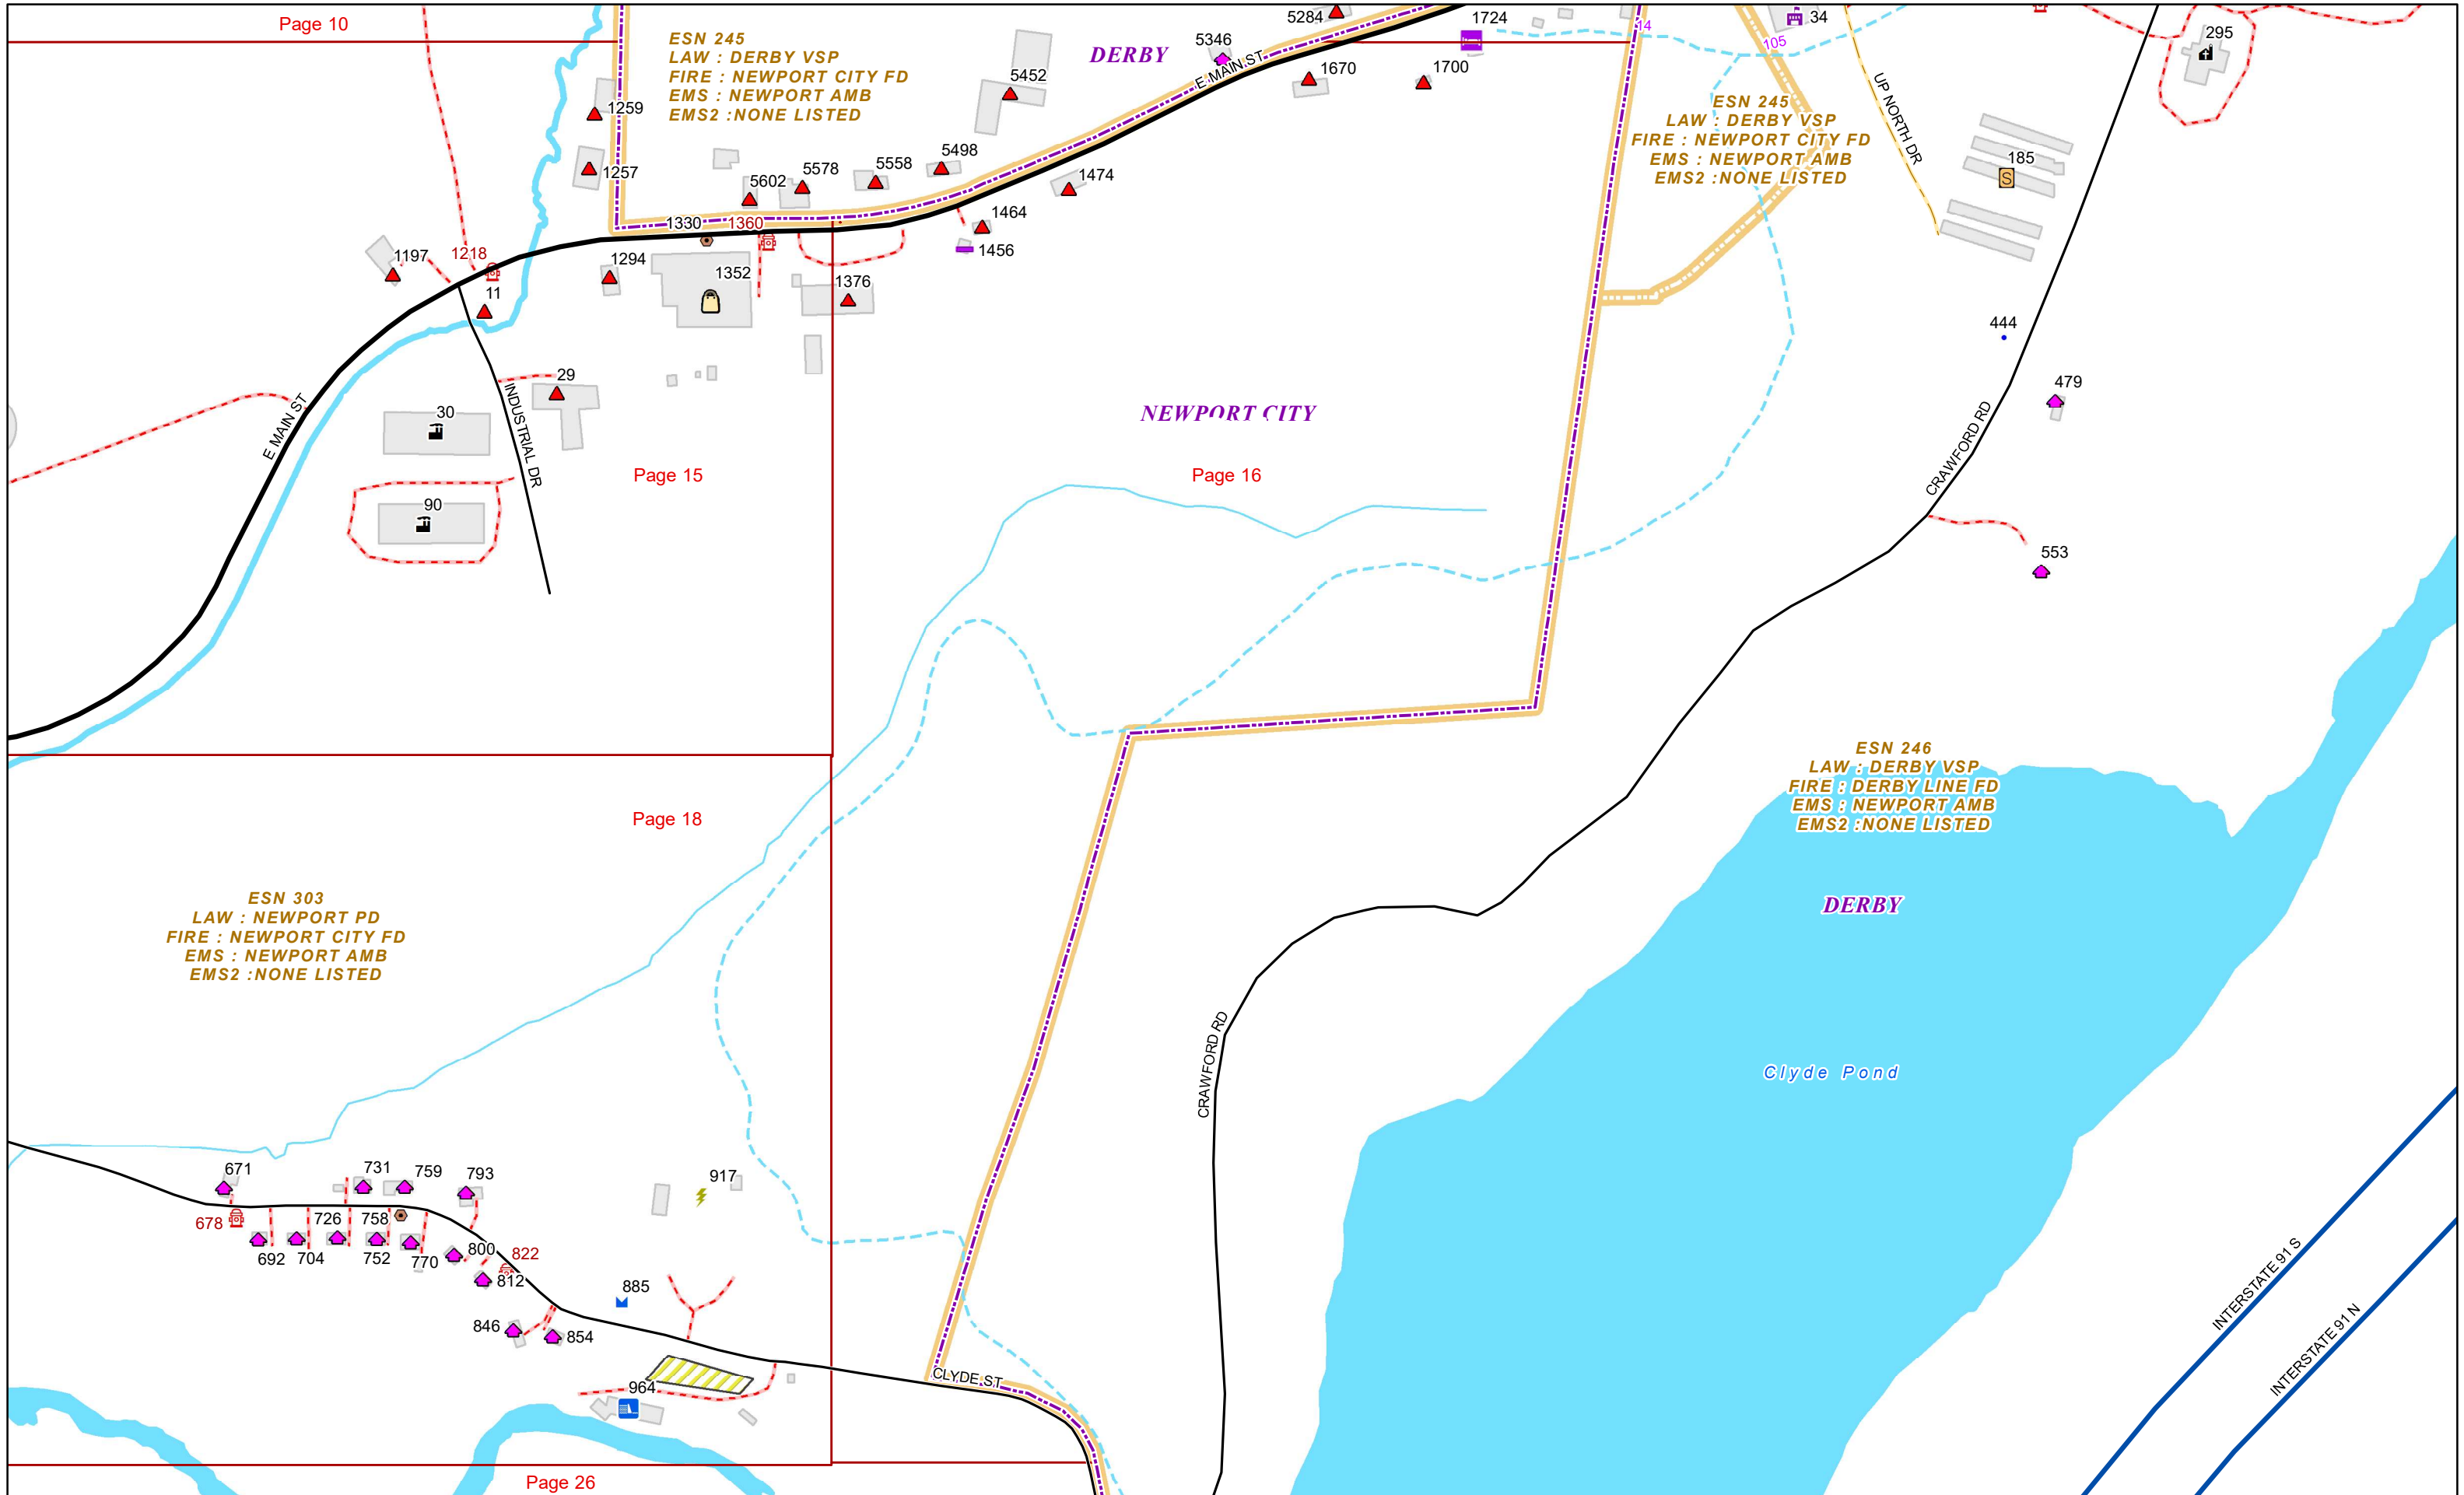 Page 10
ESN 245
LAW : DERBY VSP
FIRE : NEWPORT CITY FD
EMS : NEWPORT AMB
EMS2 :NONE LISTED
DERBY
5284
5346
1724
14
105
34
295
5452
E MAIN ST
1670
1700
1259
1257
5602
5578
5558
5498
1474
1464
1456
1330
1360
ESN 245
LAW : DERBY VSP
FIRE : NEWPORT CITY FD
EMS : NEWPORT AMB
EMS2 :NONE LISTED
UP NORTH DR
185
1197
1218
11
1294
1352
1376
444
479
29
30
E MAIN ST
INDUSTRIAL DR
NEWPORT CITY
CRAWFORD RD
Page 15
Page 16
90
553
ESN 246
LAW : DERBY VSP
FIRE : DERBY LINE FD
EMS : NEWPORT AMB
EMS2 :NONE LISTED
Page 18
ESN 303
LAW : NEWPORT PD
FIRE : NEWPORT CITY FD
EMS : NEWPORT AMB
EMS2 :NONE LISTED
DERBY
CRAWFORD RD
Clyde Pond
671
731
759
793
917
678
726
758
692
704
752
770
800
822
812
885
846
854
INTERSTATE 91 S
INTERSTATE 91 N
CLYDE ST
964
Page 26